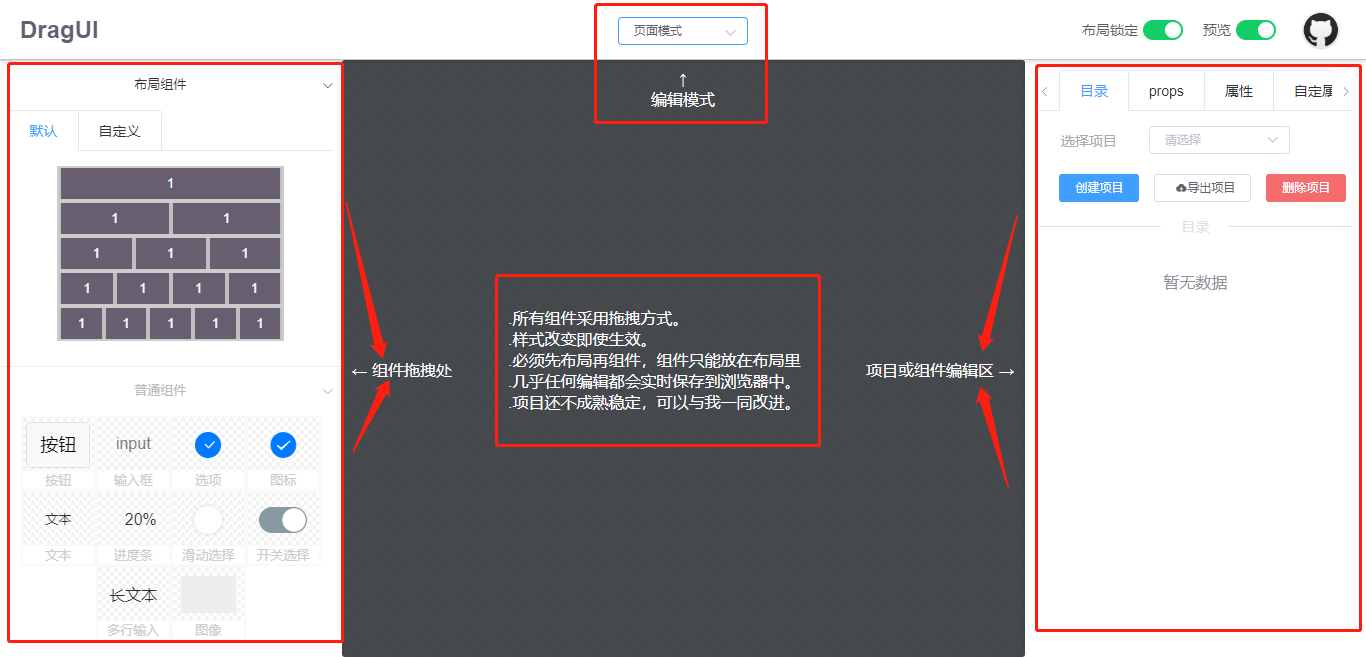 DragUI
页面模式
布局锁定
预览
↑
编辑模式
布局组件
默认
自定义
1
1 1
1 1 1
1 1 1 1
1 1 1 1 1
普通组件
按钮 input
按钮 输入框 选项 图标
文本 20%
文本 进度条 滑动选择 开关选择
长文本
多行输入 图像
← 组件拖拽处
.所有组件采用拖拽方式。
.样式改变即使生效。
.必须先布局再组件，组件只能放在布局里
.几乎任何编辑都会实时保存到浏览器中。
.项目还不成熟稳定，可以与我一同改进。
项目或组件编辑区 →
目录 props 属性 自定属
选择项目 请选择
创建项目 导出项目 删除项目
目录
暂无数据